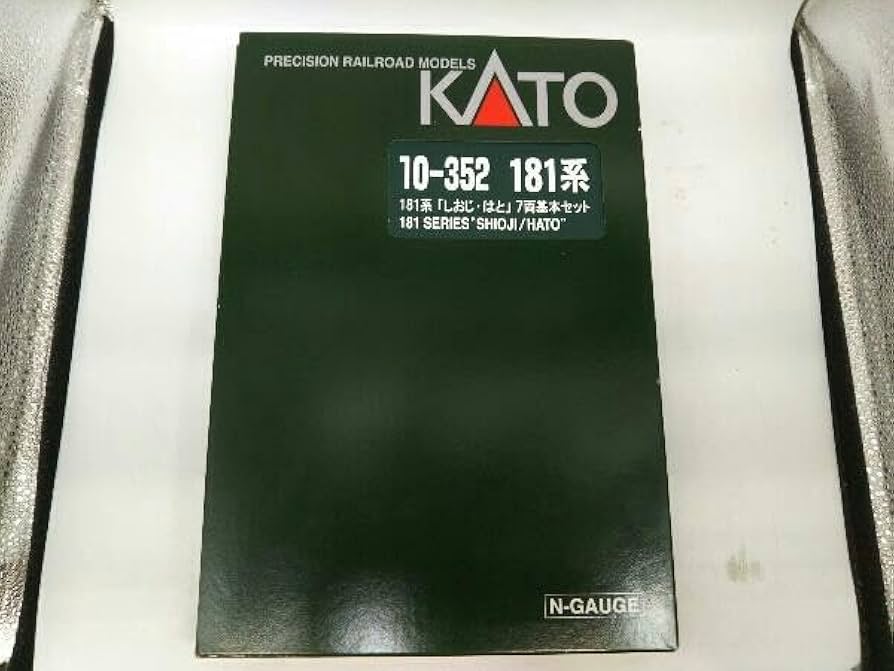 PRECISION RAILROAD MODELS
KATO
10-352 181系
181系「しおじ・はと」7両基本セット
181 SERIES"SHIOJI/HATO"
N-GAUGE